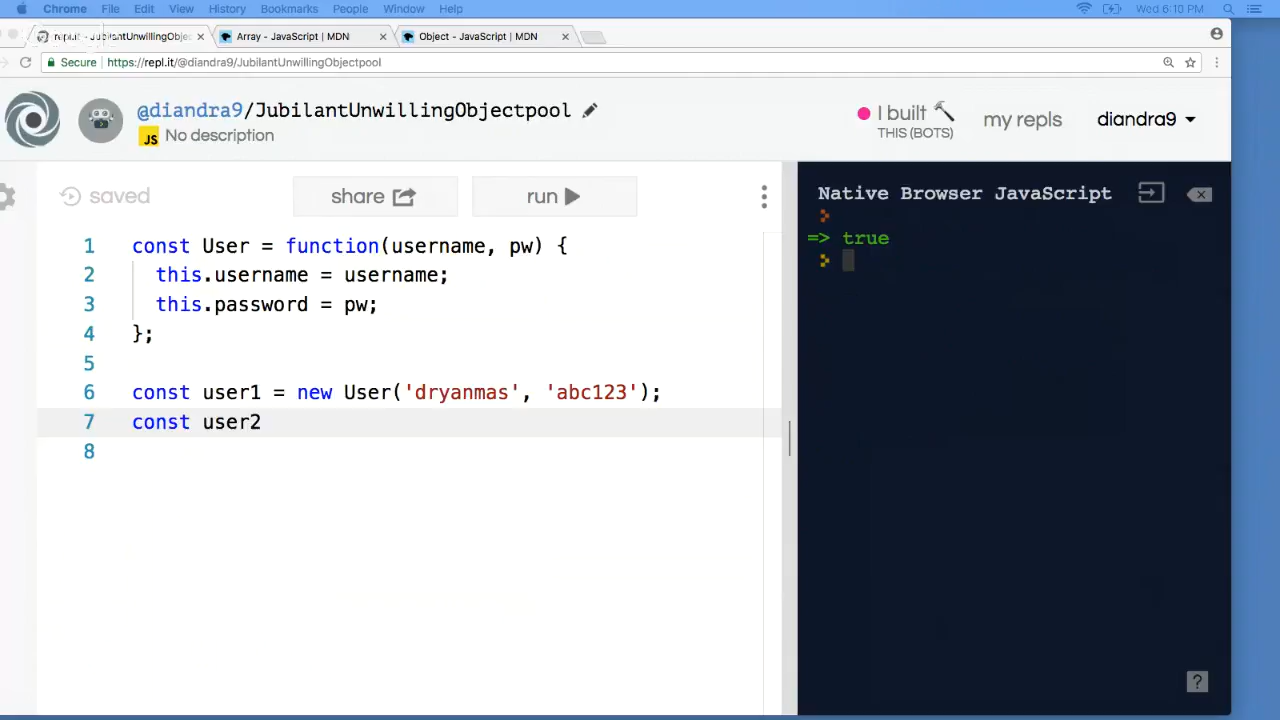 Chrome File Edit View History Bookmarks People Window Help Wed 6:10 PM
Array - JavaScript | MDN Object - JavaScript | MDN
Secure https://repl.it/@diandra9/JubilantUnwillingObjectpool
@diandra9/JubilantUnwillingObjectpool
JS No description
I built
THIS (BOTS)
my repls
diandra9
saved share run
Native Browser JavaScript
=> true
1 const User = function(username, pw) {
2 this.username = username;
3 this.password = pw;
4 };
5
6 const user1 = new User('dryanmas', 'abc123');
7 const user2
8
?